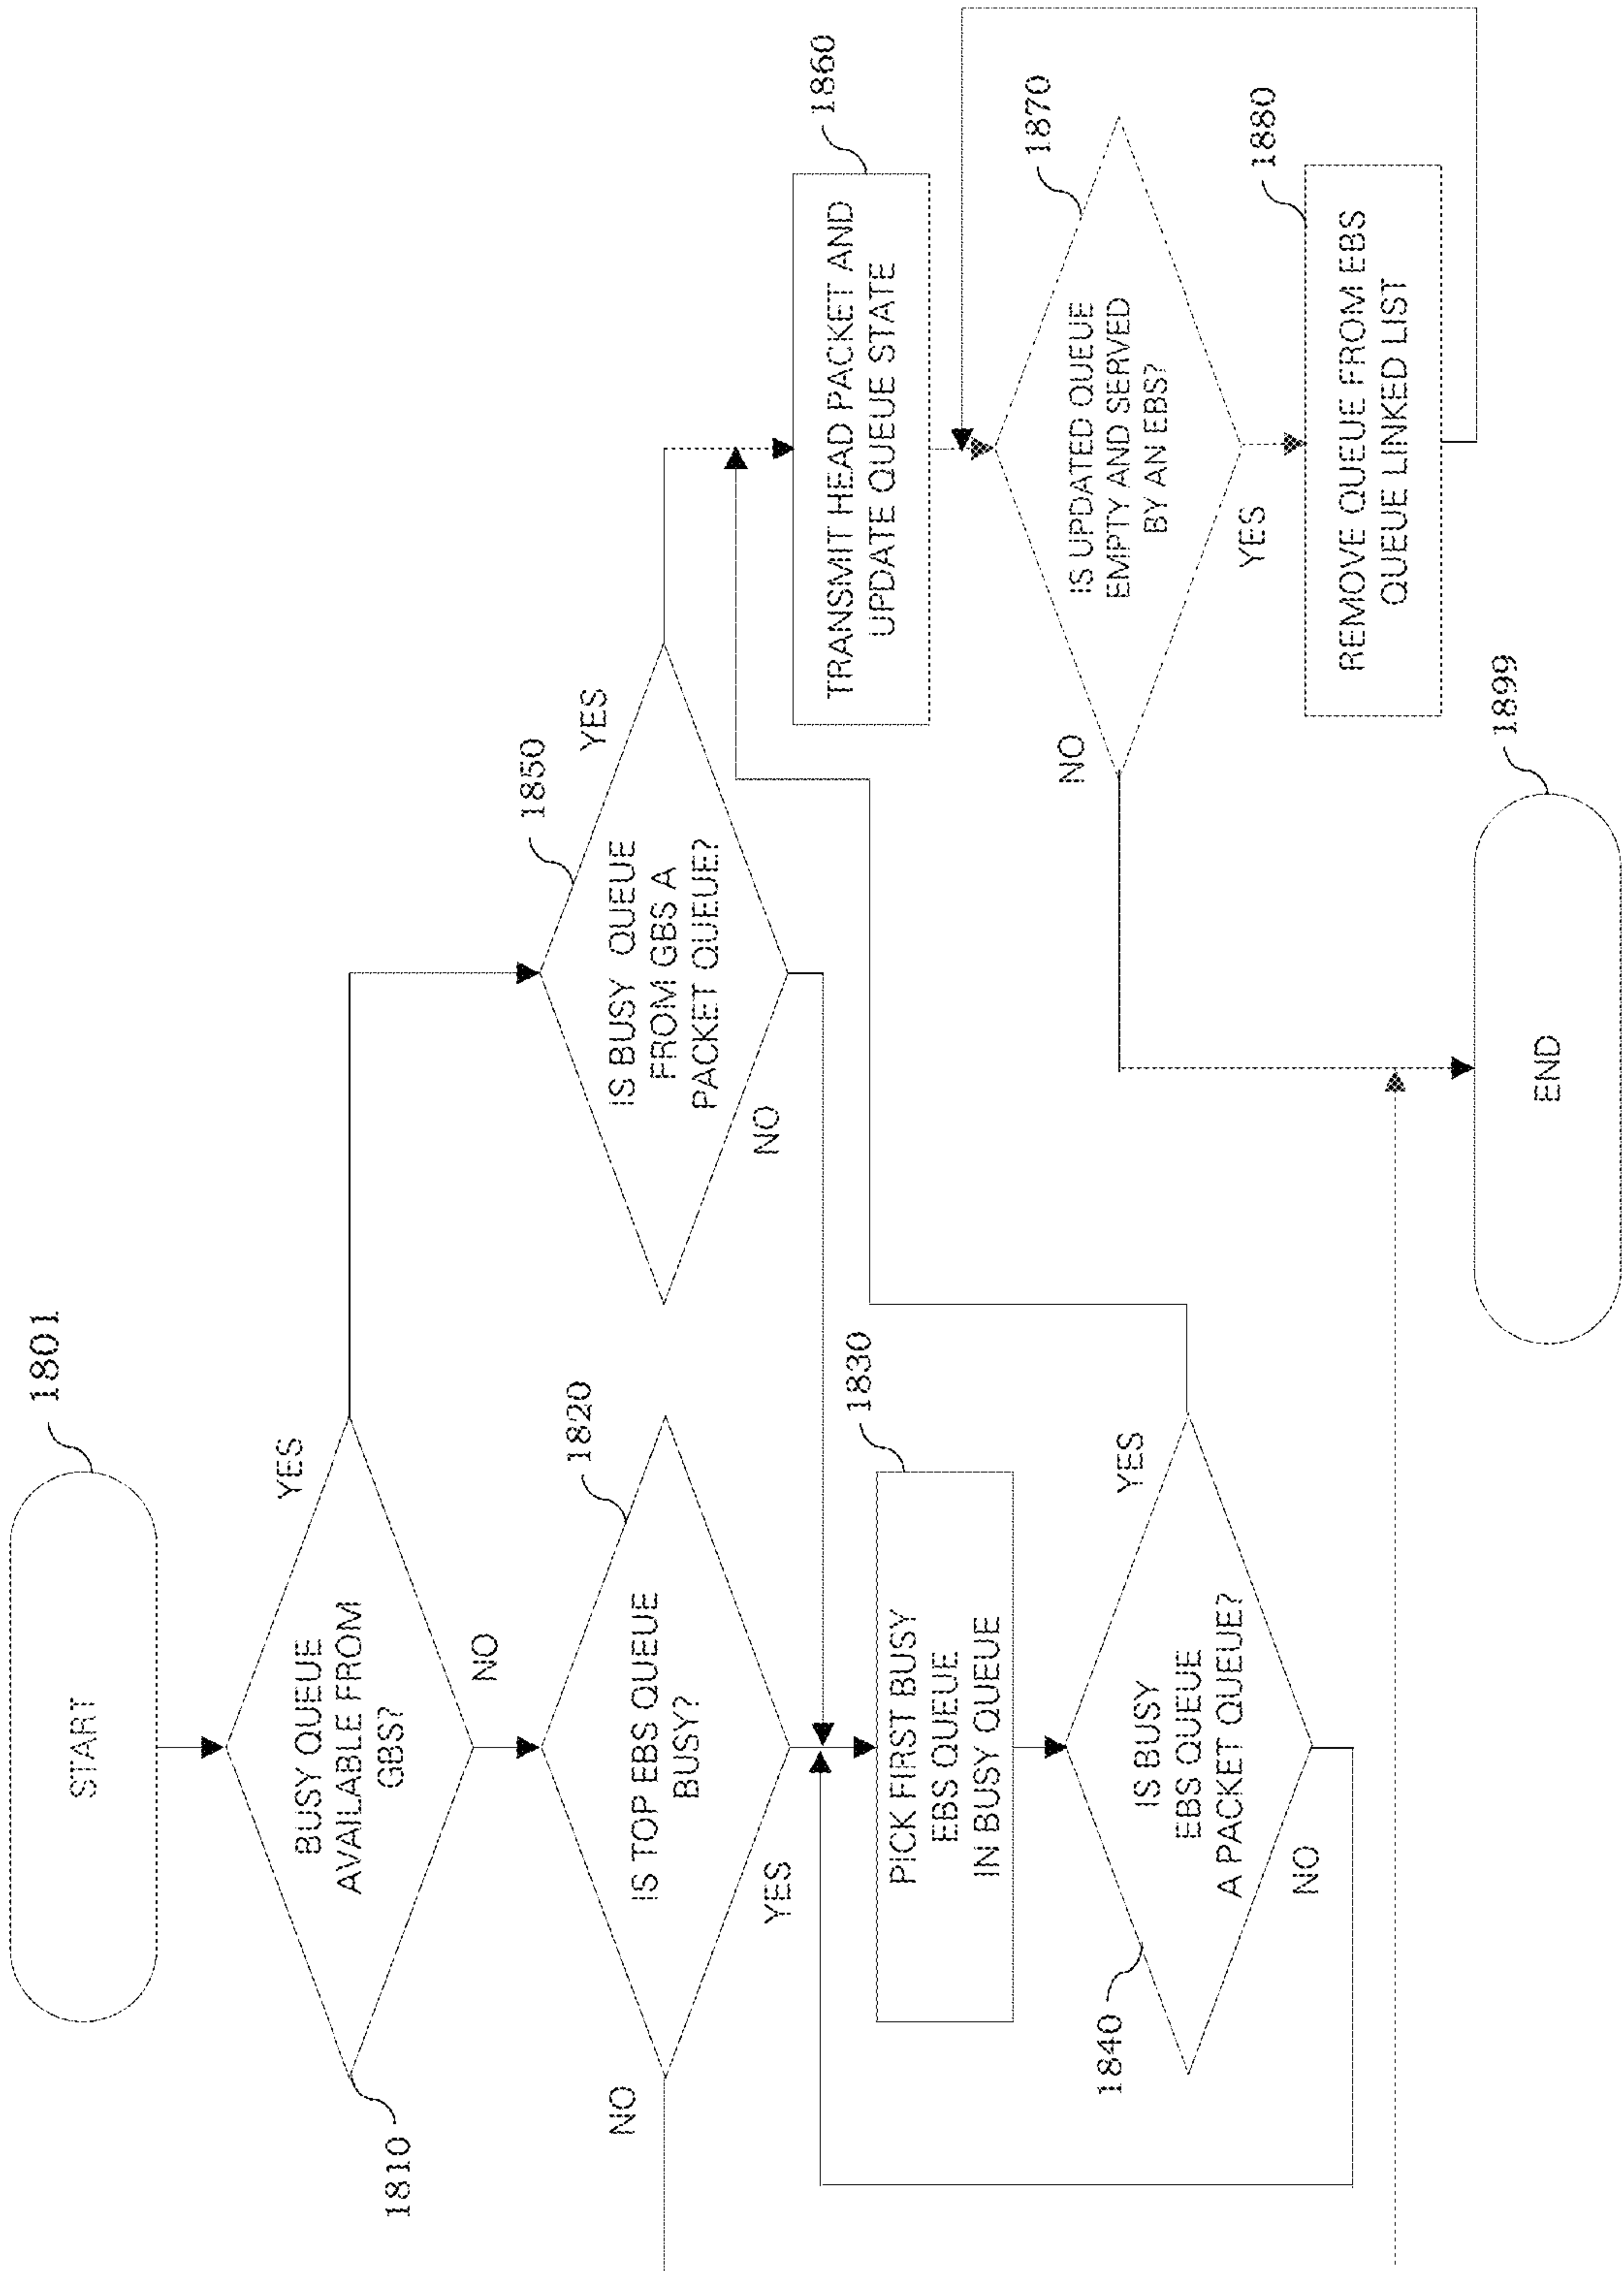 START
1801
BUSY QUEUE
AVAILABLE FROM
GBS?
YES
NO
1810
IS TOP EBS QUEUE
BUSY?
1820
NO
YES
PICK FIRST BUSY
EBS QUEUE
IN BUSY QUEUE
1830
IS BUSY
EBS QUEUE
A PACKET QUEUE?
YES
NO
1840
IS BUSY QUEUE
FROM GBS A
PACKET QUEUE?
1850
YES
NO
TRANSMIT HEAD PACKET AND
UPDATE QUEUE STATE
1860
IS UPDATED QUEUE
EMPTY AND SERVED
BY AN EBS?
1870
NO
YES
REMOVE QUEUE FROM EBS
QUEUE LINKED LIST
1880
END
1899